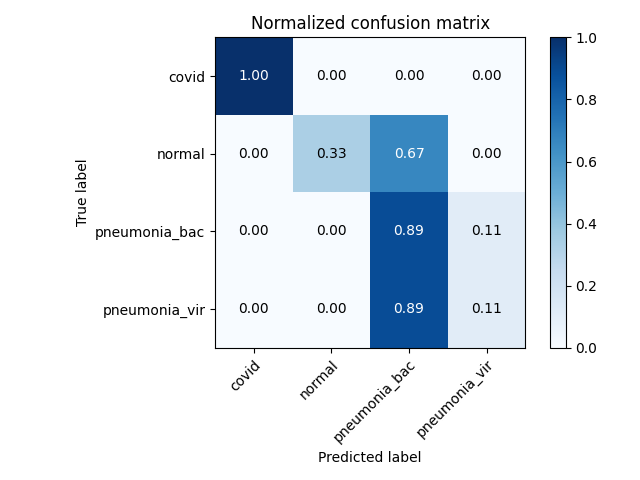 Normalized confusion matrix
covid 1.00 0.00 0.00 0.00
normal 0.00 0.33 0.67 0.00
pneumonia_bac 0.00 0.00 0.89 0.11
pneumonia_vir 0.00 0.00 0.89 0.11
covid normal pneumonia_bac pneumonia_vir
Predicted label
True label
1.0
0.8
0.6
0.4
0.2
0.0